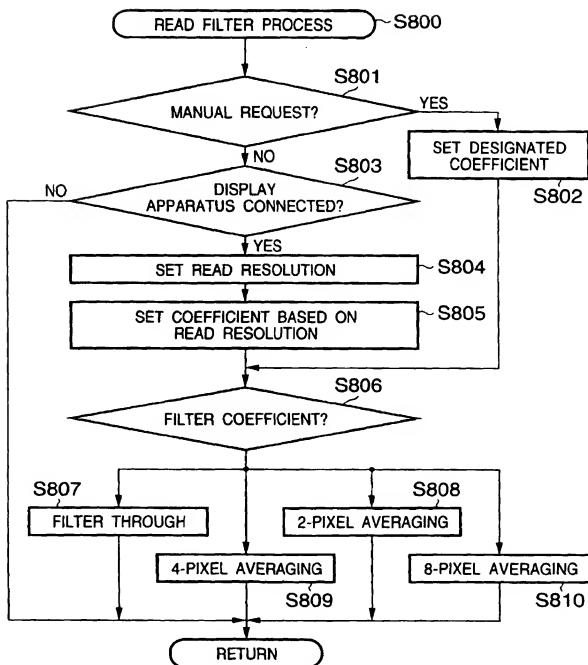 READ FILTER PROCESS
S800
S801
MANUAL REQUEST?
YES
SET DESIGNATED
COEFFICIENT
S802
NO
S803
NO
DISPLAY
APPARATUS CONNECTED?
YES
SET READ RESOLUTION
S804
SET COEFFICIENT BASED ON
READ RESOLUTION
S805
S806
FILTER COEFFICIENT?
S807
FILTER THROUGH
S808
2-PIXEL AVERAGING
4-PIXEL AVERAGING
S809
8-PIXEL AVERAGING
S810
RETURN